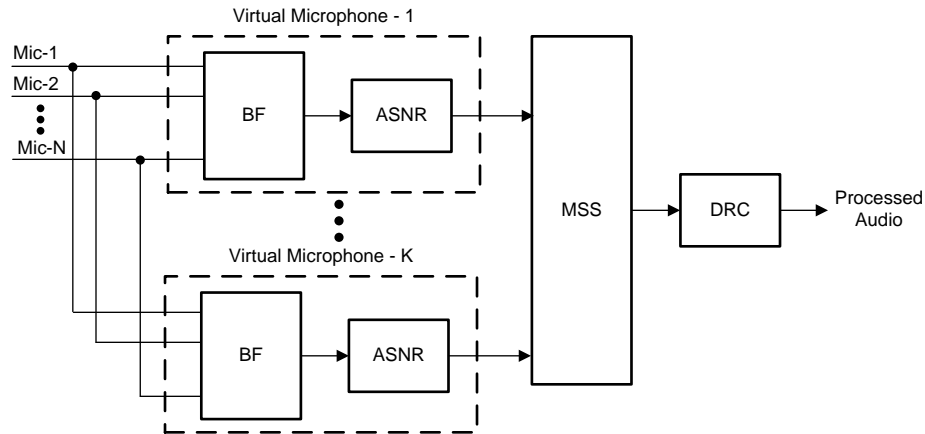 Virtual Microphone - 1
Mic-1
Mic-2
Mic-N
BF
ASNR
MSS
DRC
Processed
Audio
Virtual Microphone - K
BF
ASNR